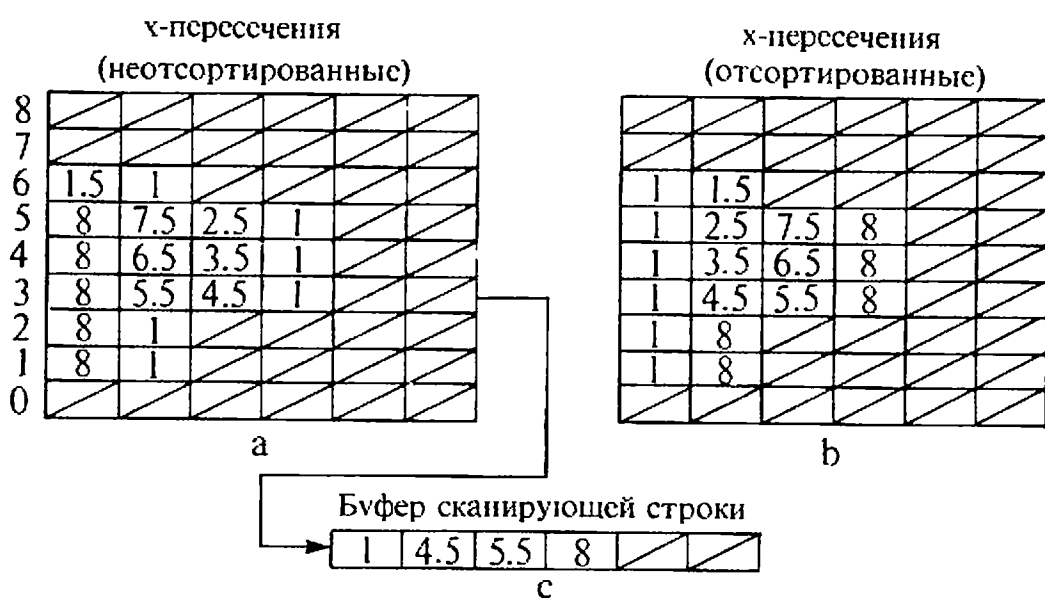 x-пересечения
(неотсортированные)
8
7
6 1.5 1
5 8 7.5 2.5 1
4 8 6.5 3.5 1
3 8 5.5 4.5 1
2 8 1
1 8 1
0
a
x-пересечения
(отсортированные)
1 1.5
1 2.5 7.5 8
1 3.5 6.5 8
1 4.5 5.5 8
1 8
1 8
b
Буфер сканирующей строки
1 4.5 5.5 8
c